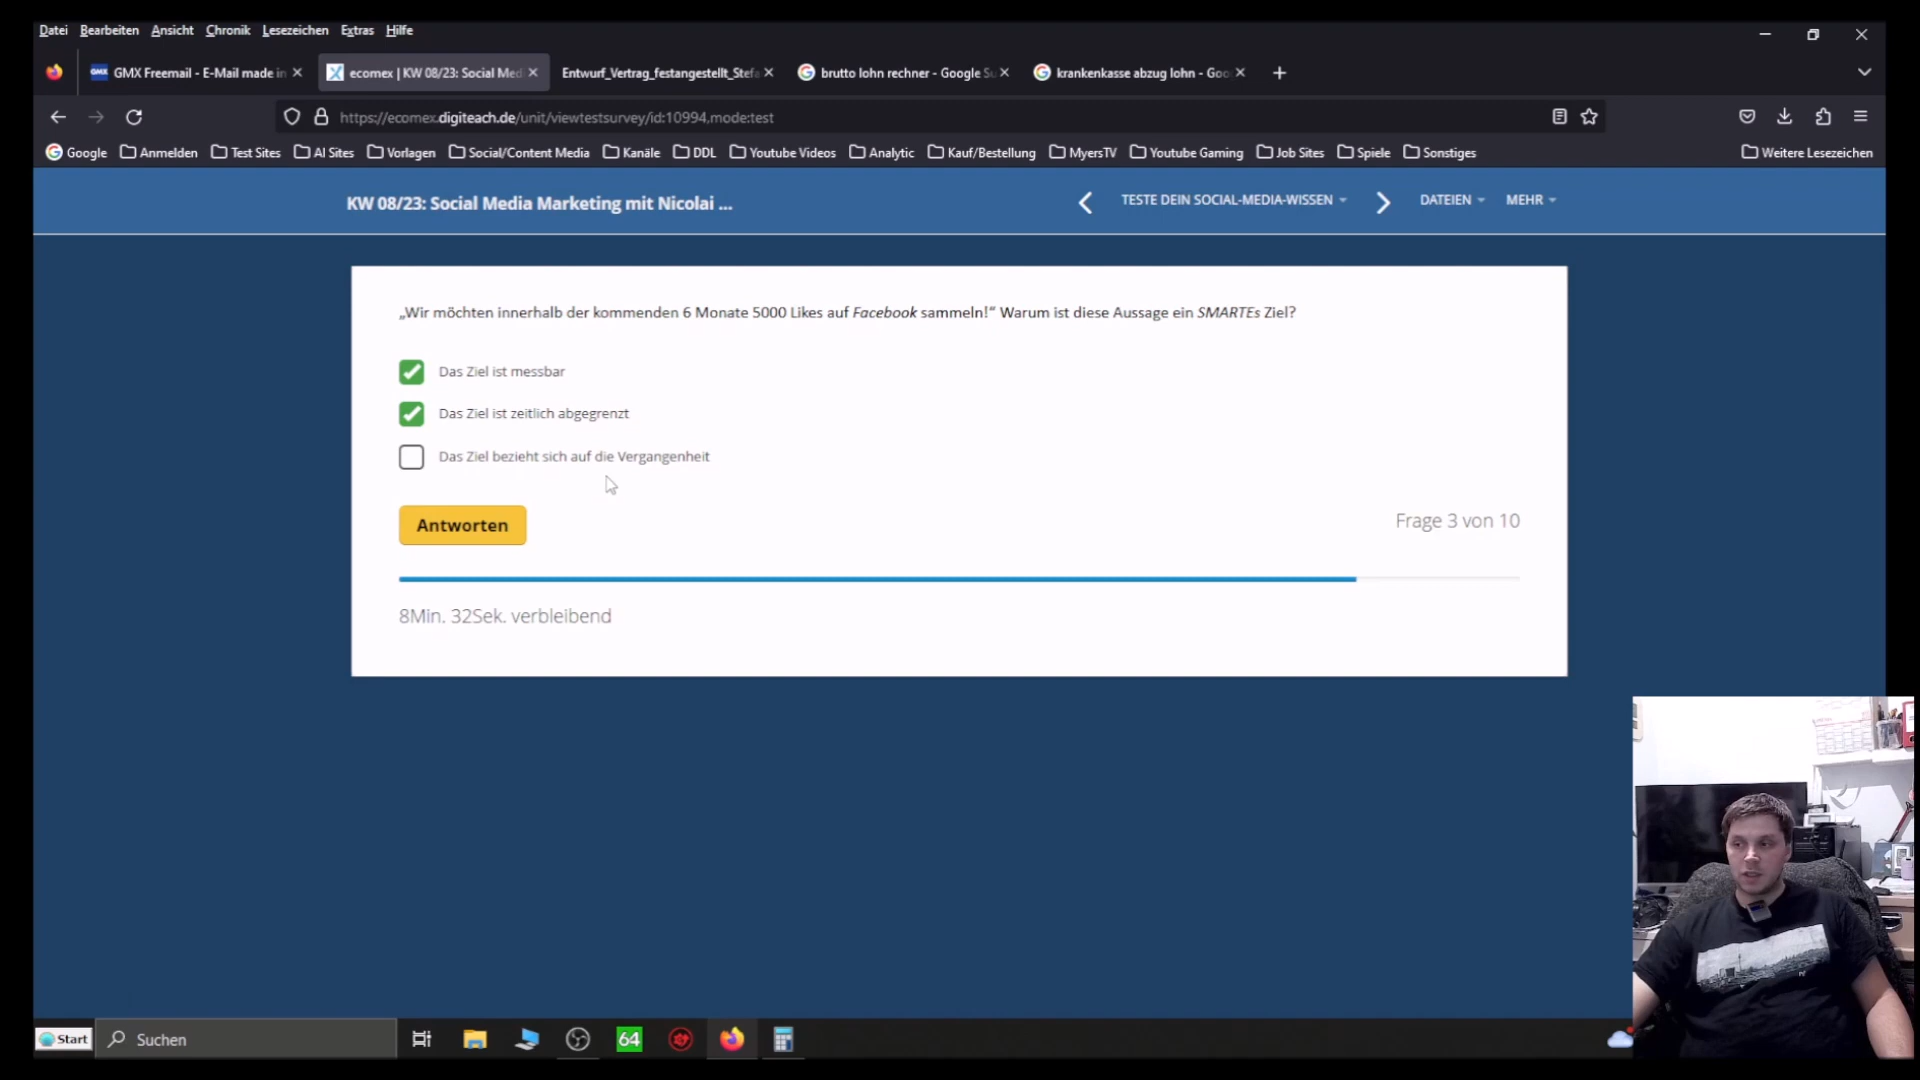 Datei Bearbeiten Ansicht Chronik Lesezeichen Extras Hilfe
GMX Freemail - E-Mail made in
ecomex | KW 08/23: Social Med
Entwurf_Vertrag_festangestellt_Stefa
brutto lohn rechner - Google Su
krankenkasse abzug lohn - Goo
https://ecomex.digiteach.de/unit/viewtestsurvey/id:10994,mode:test
Google Anmelden Test Sites AI Sites Vorlagen Social/Content Media Kanäle DDL Youtube Videos Analytic Kauf/Bestellung MyersTV Youtube Gaming Job Sites Spiele Sonstiges Weitere Lesezeichen
KW 08/23: Social Media Marketing mit Nicolai ...
TESTE DEIN SOCIAL-MEDIA-WISSEN DATEIEN MEHR
„Wir möchten innerhalb der kommenden 6 Monate 5000 Likes auf Facebook sammeln!“ Warum ist diese Aussage ein SMARTEs Ziel?
Das Ziel ist messbar
Das Ziel ist zeitlich abgegrenzt
Das Ziel bezieht sich auf die Vergangenheit
Antworten
Frage 3 von 10
8Min. 32Sek. verbleibend
Start Suchen
64